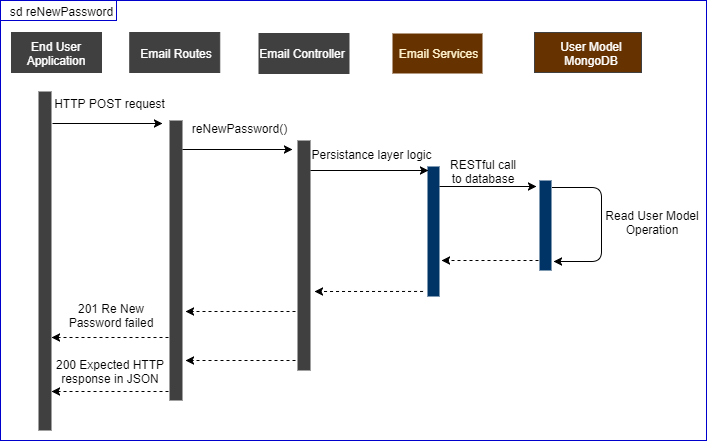 sd reNewPassword
End User
Application
Email Routes
Email Controller
Email Services
User Model
MongoDB
HTTP POST request
reNewPassword()
Persistance layer logic
RESTful call
to database
Read User Model
Operation
201 Re New
Password failed
200 Expected HTTP
response in JSON